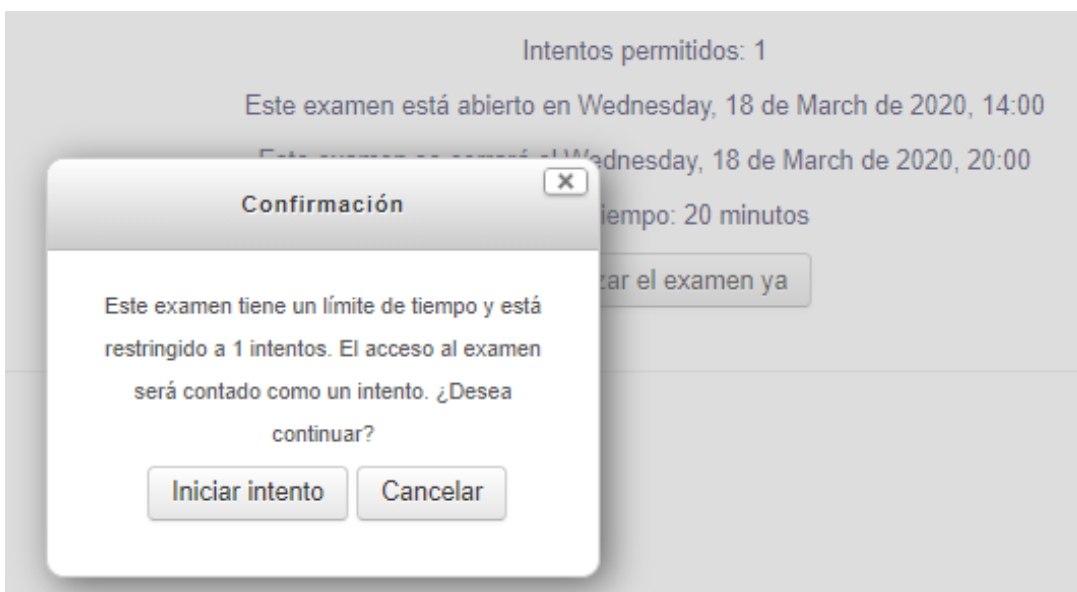 Intentos permitidos: 1
Este examen está abierto en Wednesday, 18 de March de 2020, 14:00
Wednesday, 18 de March de 2020, 20:00
iempo: 20 minutos
zar el examen ya
Confirmación
Este examen tiene un límite de tiempo y está
restringido a 1 intentos. El acceso al examen
será contado como un intento. ¿Desea
continuar?
Iniciar intento
Cancelar